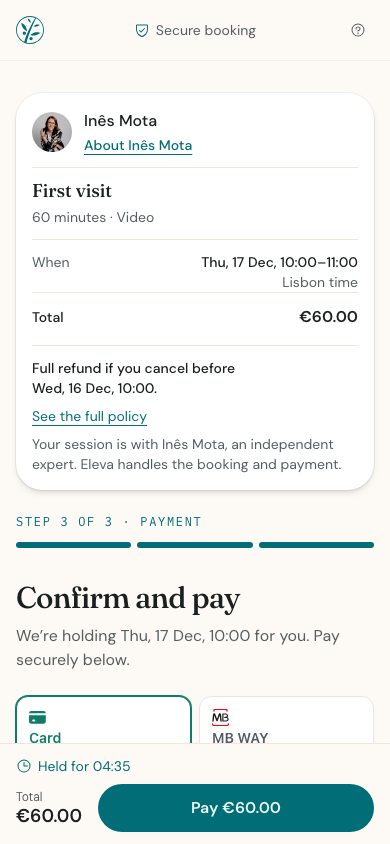 Secure booking
Inês Mota
About Inês Mota
First visit
60 minutes · Video
When
Thu, 17 Dec, 10:00–11:00
Lisbon time
Total
€60.00
Full refund if you cancel before
Wed, 16 Dec, 10:00.
See the full policy
Your session is with Inês Mota, an independent
expert. Eleva handles the booking and payment.
STEP 3 OF 3 · PAYMENT
Confirm and pay
We’re holding Thu, 17 Dec, 10:00 for you. Pay
securely below.
Card
MB
MB WAY
Held for 04:35
Total
€60.00
Pay €60.00